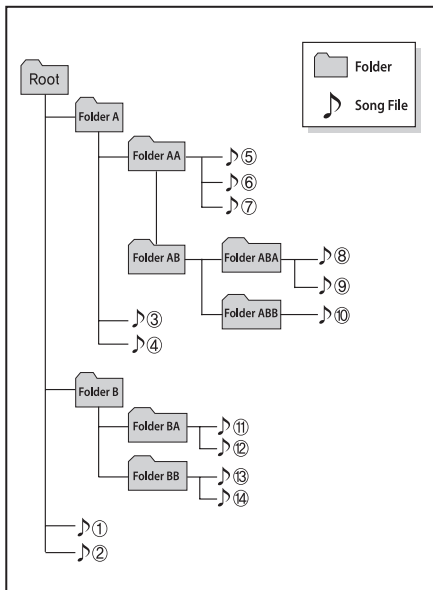 Root
Folder
Song File
Folder A
Folder AA
⑤
⑥
⑦
Folder AB
Folder ABA
⑧
⑨
Folder ABB
⑩
③
④
Folder B
Folder BA
⑪
⑫
Folder BB
⑬
⑭
①
②